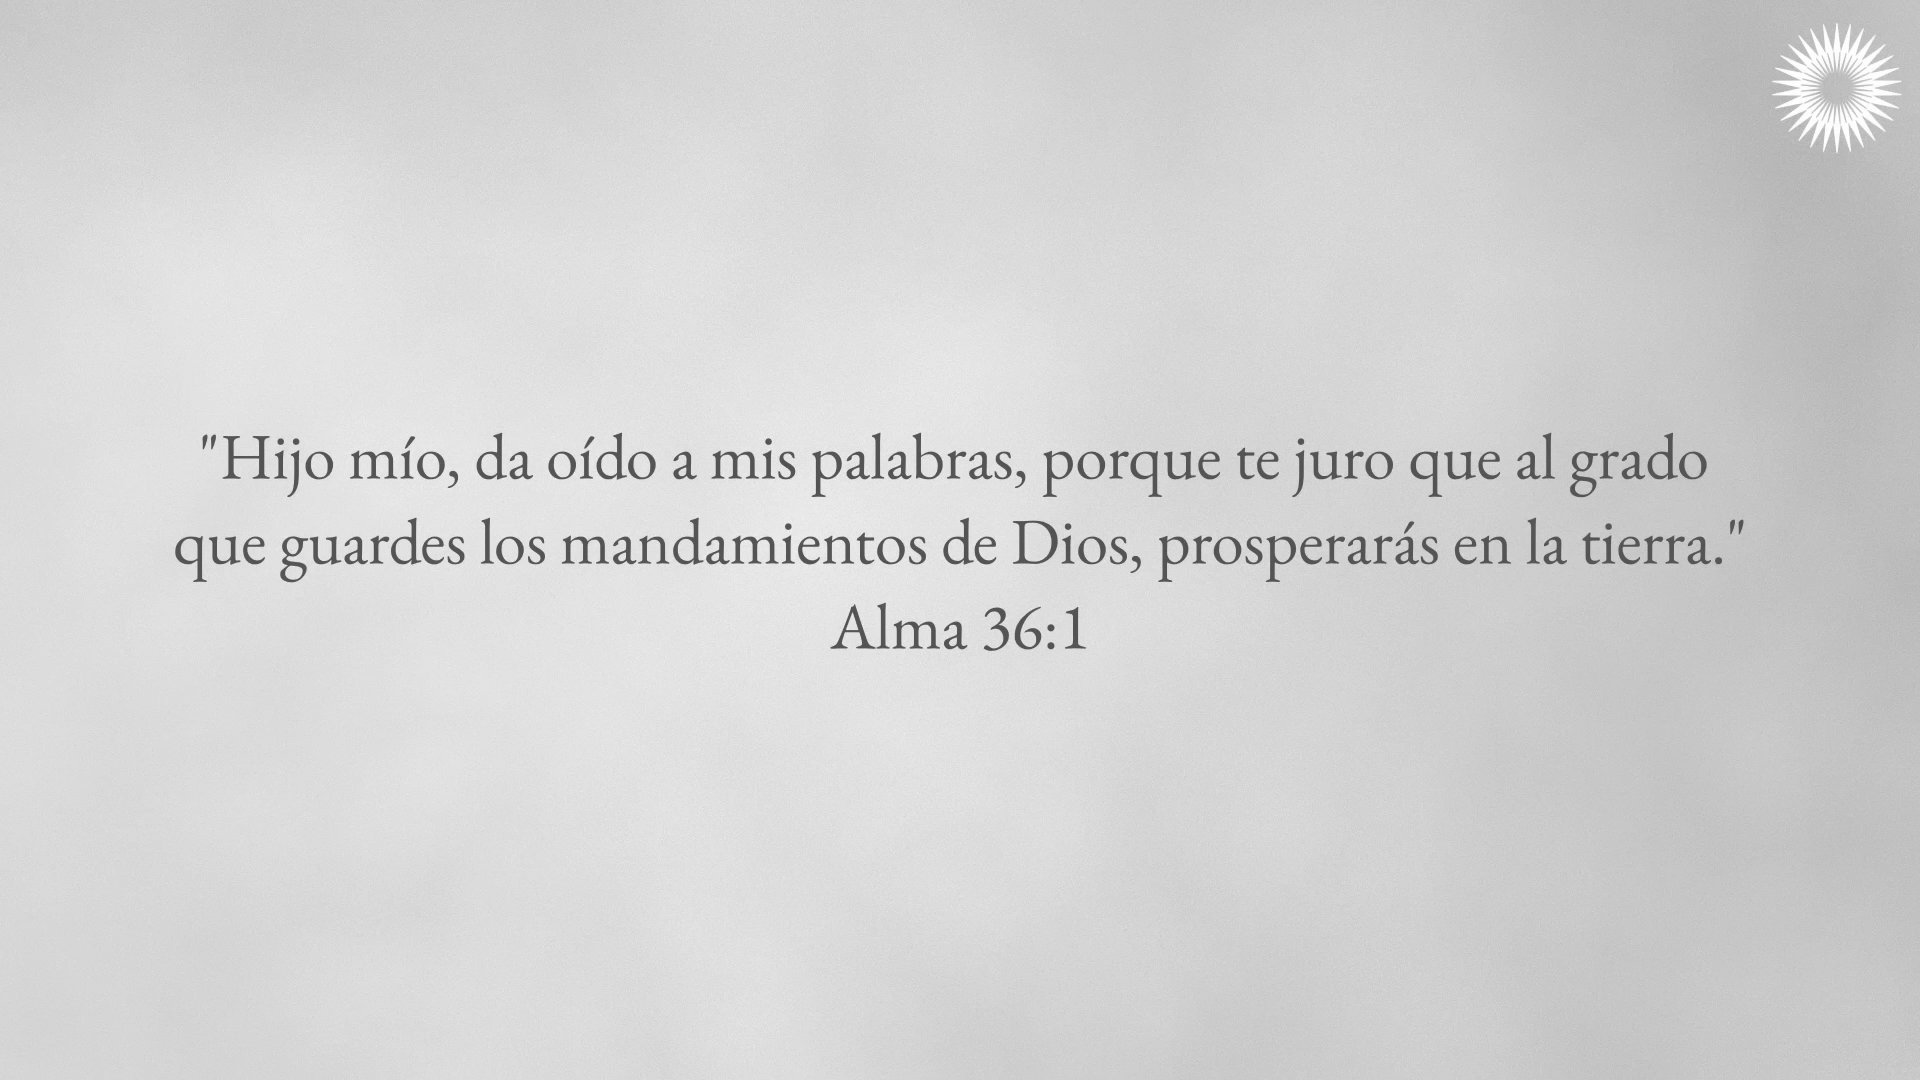 "Hijo mío, da oído a mis palabras, porque te juro que al grado
que guardes los mandamientos de Dios, prosperarás en la tierra."
Alma 36:1